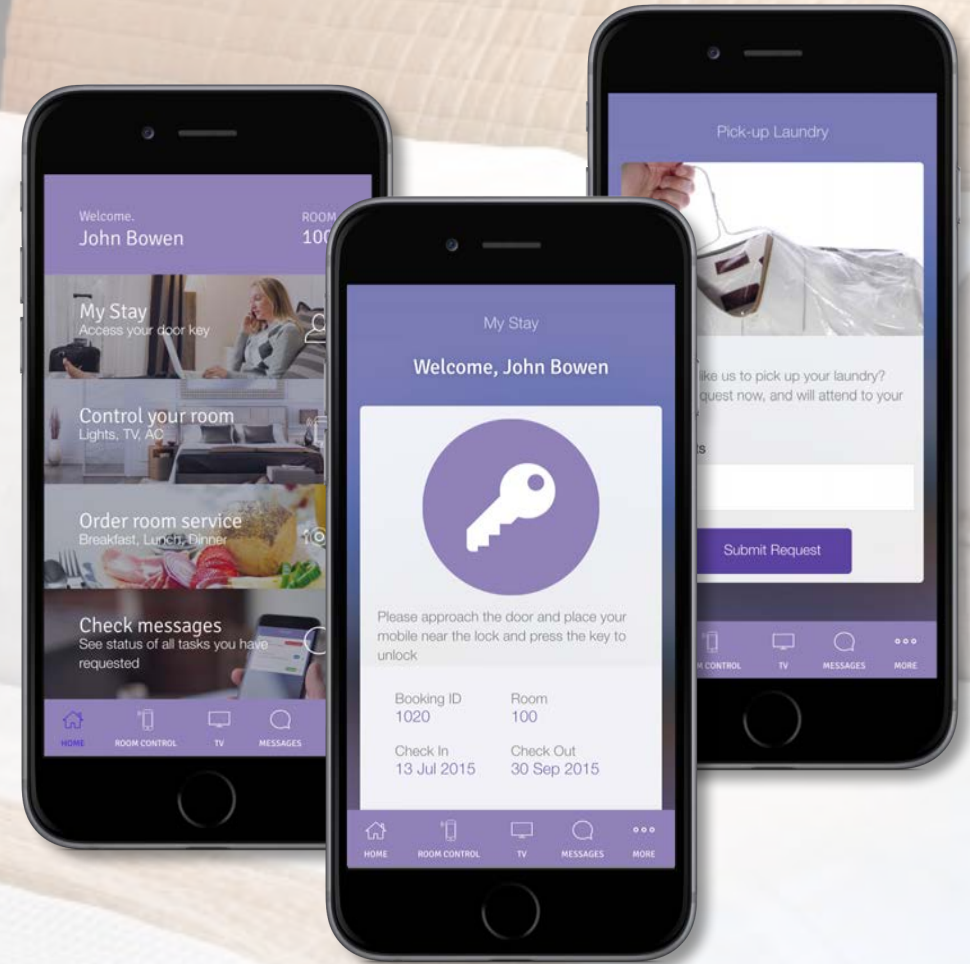 Welcome.
John Bowen
ROOM
100
My Stay
Access your door key
Control your room
Lights, TV, AC
Order room service
Breakfast, Lunch, Dinner
Check messages
See status of all tasks you have
requested
HOME ROOM CONTROL TV MESSAGES
My Stay
Welcome, John Bowen
Please approach the door and place your
mobile near the lock and press the key to
unlock
Booking ID Room
1020 100
Check In Check Out
13 Jul 2015 30 Sep 2015
HOME ROOM CONTROL TV MESSAGES MORE
Pick-up Laundry
like us to pick up your laundry?
quest now, and will attend to your
Submit Request
CONTROL TV MESSAGES MORE